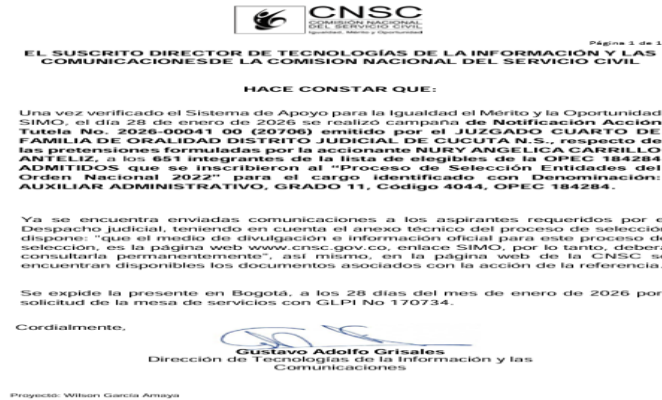 CNSC
COMISIÓN NACIONAL
DEL SERVICIO CIVIL
Igualdad, Mérito y Oportunidad
Página 1 de 1
EL SUSCRITO DIRECTOR DE TECNOLOGÍAS DE LA INFORMACIÓN Y LAS
COMUNICACIONESDE LA COMISION NACIONAL DEL SERVICIO CIVIL
HACE CONSTAR QUE:
Una vez verificado el Sistema de Apoyo para la Igualdad el Mérito y la Oportunidad
SIMO, el día 28 de enero de 2026 se realizó campaña de Notificación Acción
Tutela No. 2026-00041 00 (20706) emitido por el JUZGADO CUARTO DE
FAMILIA DE ORALIDAD DISTRITO JUDICIAL DE CUCUTA N.S., respecto de
las pretensiones formuladas por la accionante NURY ANGELICA CARRILLO
ANTELIZ, a los 651 integrantes de la lista de elegibles de la OPEC 184284
ADMITIDOS que se inscribieron al "Proceso de Selección Entidades del
Orden Nacional 2022" para el cargo identificado con Denominación:
AUXILIAR ADMINISTRATIVO, GRADO 11, Código 4044, OPEC 184284.
Ya se encuentra enviadas comunicaciones a los aspirantes requeridos por e
Despacho judicial, teniendo en cuenta el anexo técnico del proceso de selecció
dispone: "que el medio de divulgación e información oficial para este proceso d
selección, es la página web www.cnsc.gov.co, enlace SIMO, por lo tanto, deber
consultarla permanentemente", así mismo, en la página web de la CNSC s
encuentran disponibles los documentos asociados con la acción de la referencia.
Se expide la presente en Bogotá, a los 28 días del mes de enero de 2026 por
solicitud de la mesa de servicios con GLPI No 170734.
Cordialmente,
Gustavo Adolfo Grisales
Dirección de Tecnologías de la Información y las
Comunicaciones
Proyectó: Wilson García Amaya